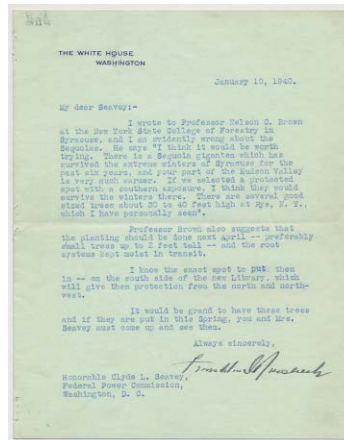 THE WHITE HOUSE
WASHINGTON
January 10, 1940.
My dear Seavey:-
I wrote to Professor Nelson C. Brown
at the New York State College of Forestry in
Syracuse, and I am evidently wrong about the
Sequoias. He says "I think it would be worth
trying. There is a Sequoia gigantea which has
survived the extreme winters of Syracuse for the
past six years, and your part of the Hudson Valley
is very much warmer. If we selected a protected
spot with a southern exposure, I think they would
survive the winters there. There are several good
sized trees about 30 to 40 feet high at Rye, N. Y.,
which I have personally seen".
Professor Brown also suggests that
the planting should be done next April -- preferably
small trees up to 2 feet tall -- and the root
systems kept moist in transit.
I know the exact spot to put them
in -- on the south side of the new Library, which
will give them protection from the north and north-
west.
It would be grand to have these trees
and if they are put in this Spring, you and Mrs.
Seavey must come up and see them.
Always sincerely,
Franklin D Roosevelt
Honorable Clyde L. Seavey,
Federal Power Commission,
Washington, D. C.